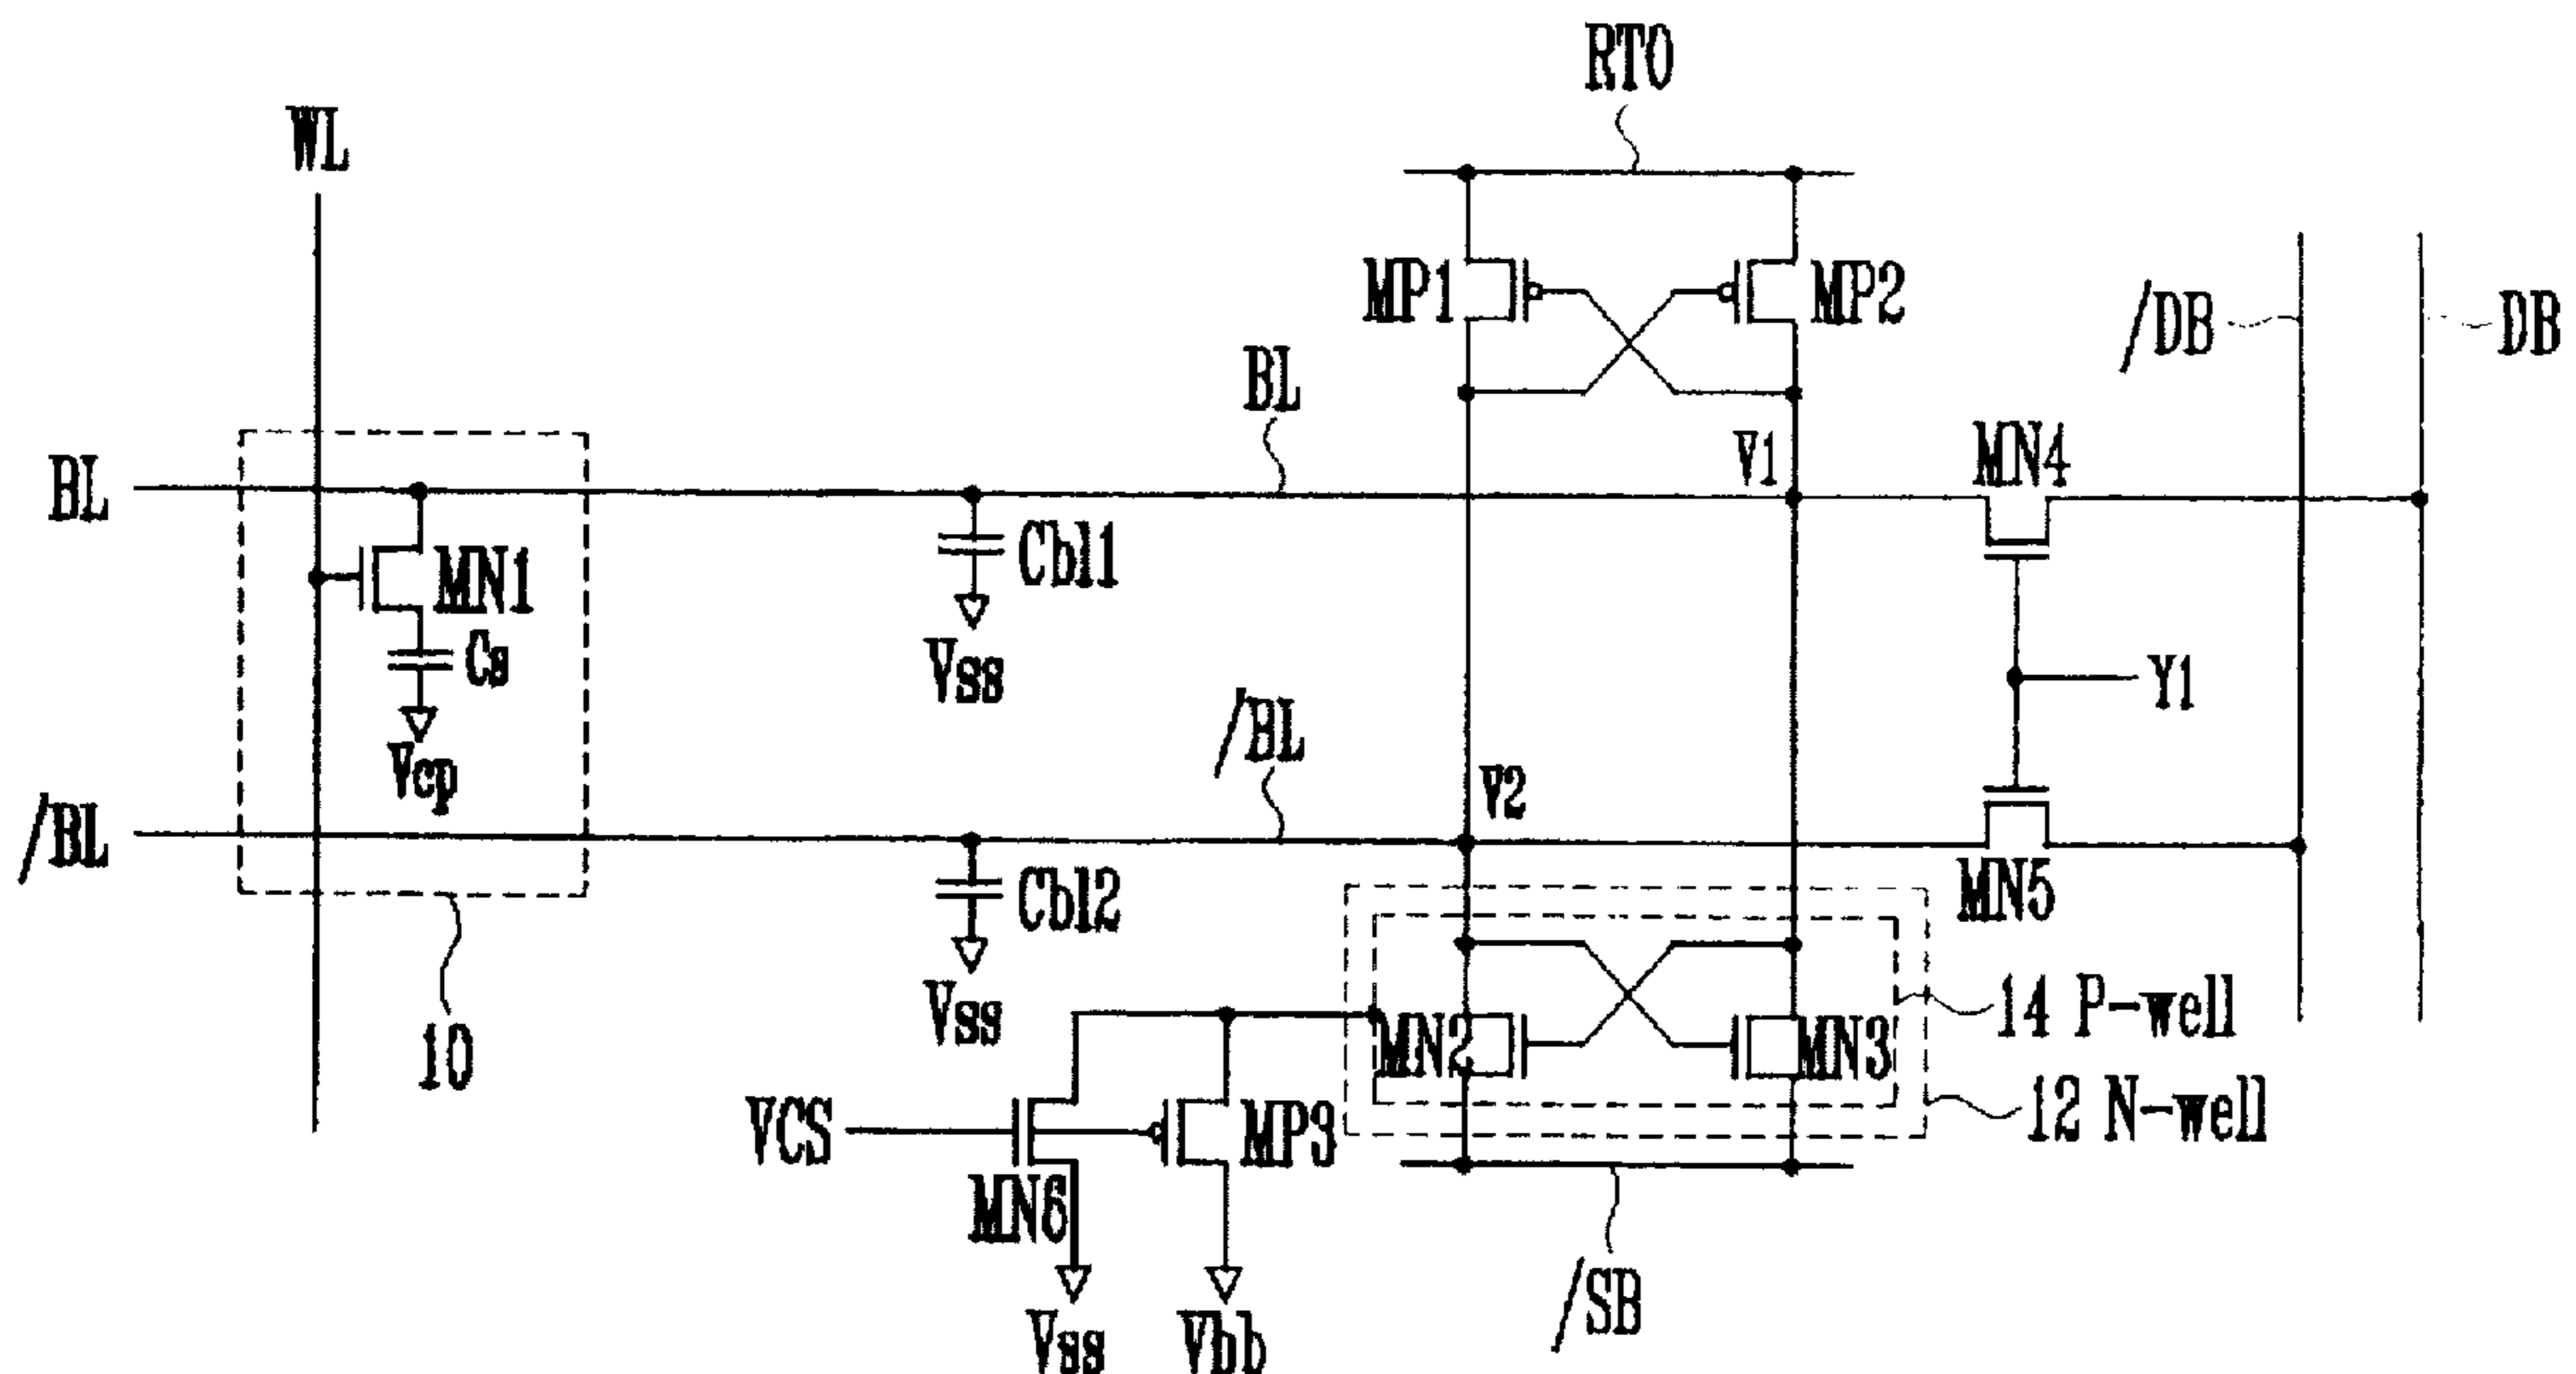 RTO
WL
MP1
MP2
/DB
DB
BL
BL
V1
MN4
MN1
Cbl1
Cs
Vss
Y1
/BL
Vcp
V2
/BL
Cbl2
MN5
Vss
14 P-well
10
MN2
MN3
VCS
MP3
12 N-well
MN6
/SB
Vss
Vbb